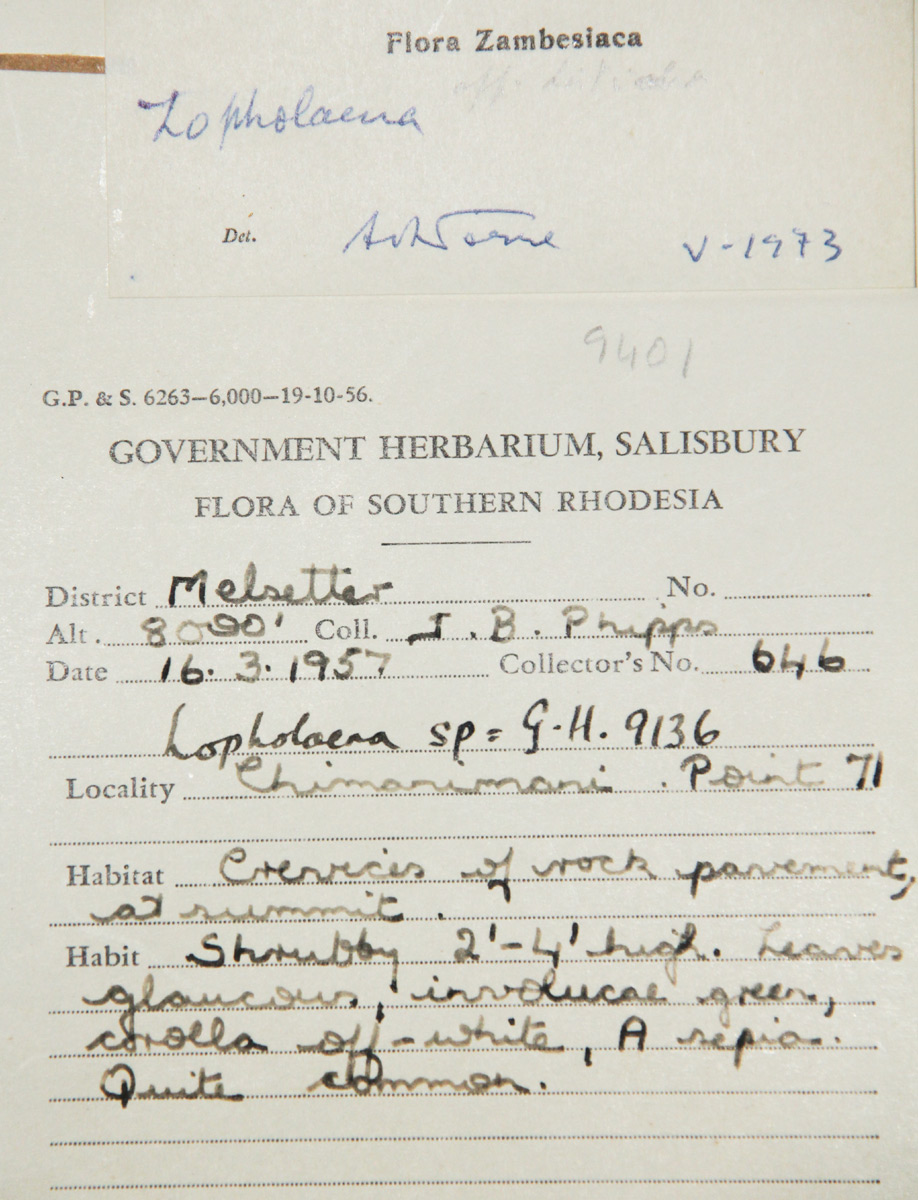 Flora Zambesiaca
Lopholaena
Det. V-1973
9401
G.P. & S. 6263—6,000—19-10-56.
GOVERNMENT HERBARIUM, SALISBURY
FLORA OF SOUTHERN RHODESIA
District Melsetter No.
Alt. 8000' Coll. J. B. Phipps
Date 16. 3. 1957 Collector's No. 646
Lopholaena sp = G.H. 9136
Locality Chimanimani. Point 71
Habitat Crevices of rock pavement,
at summit.
Habit Shrubby 2'-4' high. Leaves
glaucous, involucae green,
corolla off-white, A sepia.
Quite common.